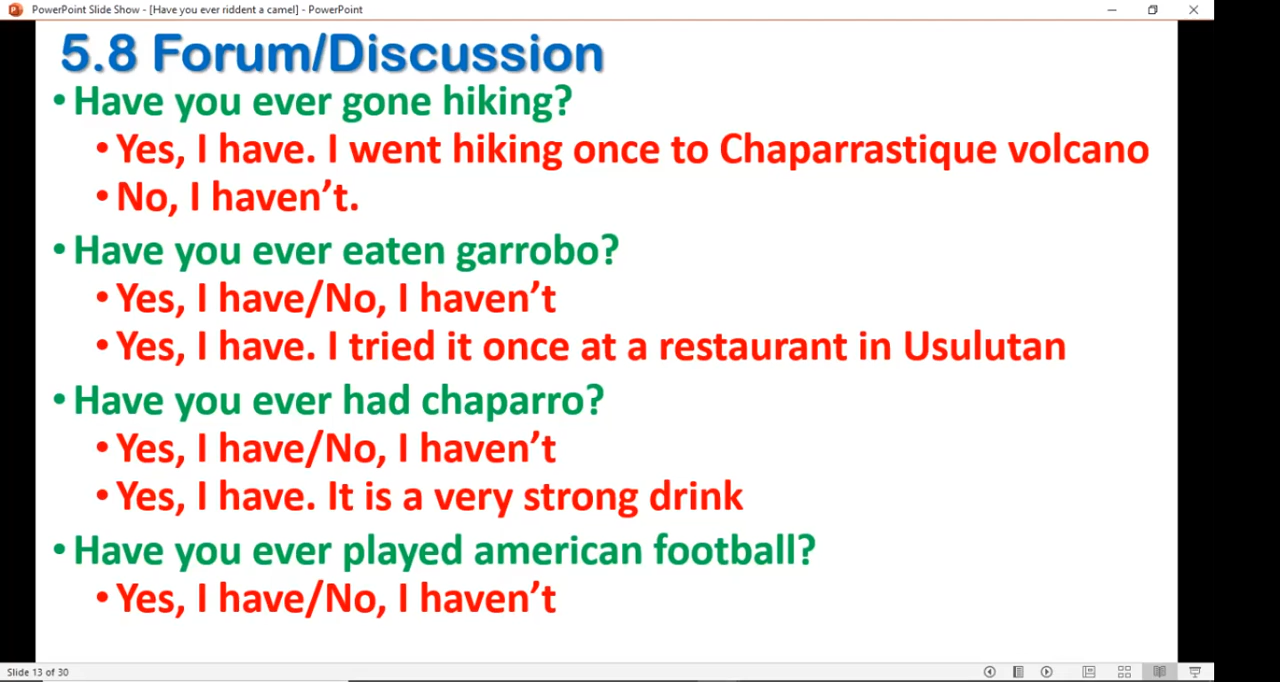 PowerPoint Slide Show - [Have you ever riddent a camel] - PowerPoint
5.8 Forum/Discussion
• Have you ever gone hiking?
• Yes, I have. I went hiking once to Chaparrastique volcano
• No, I haven’t.
• Have you ever eaten garrobo?
• Yes, I have/No, I haven’t
• Yes, I have. I tried it once at a restaurant in Usulutan
• Have you ever had chaparro?
• Yes, I have/No, I haven’t
• Yes, I have. It is a very strong drink
• Have you ever played american football?
• Yes, I have/No, I haven’t
Slide 13 of 30